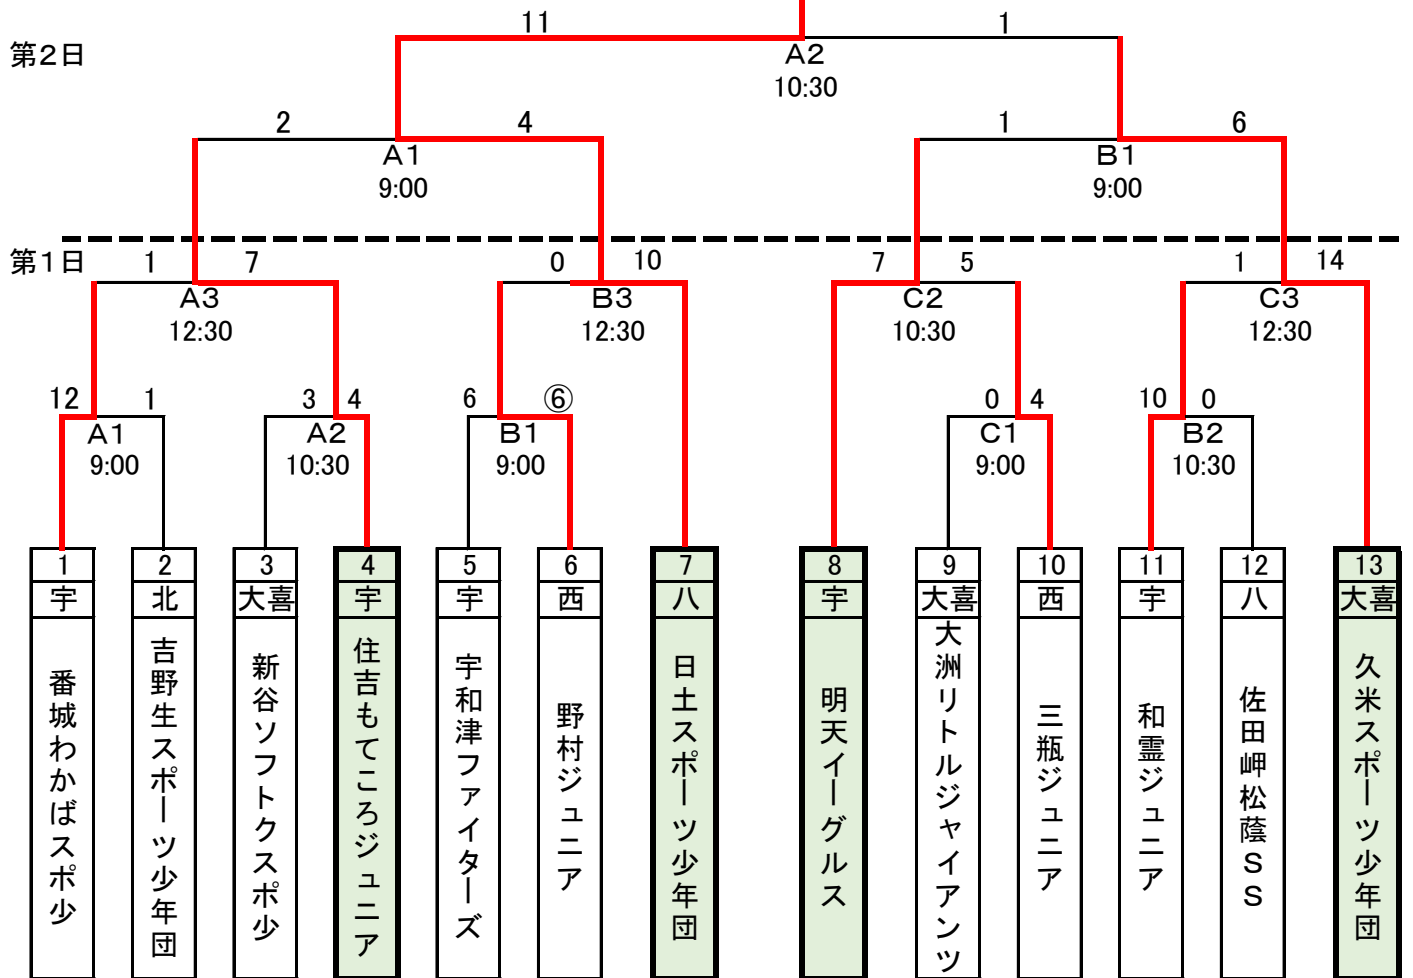 11 1
第2日
A2
10:30
2 4 1 6
A1 B1
9:00 9:00
第1日 1 7 0 10 7 5 1 14
A3 B3 C2 C3
12:30 12:30 10:30 12:30
12 1 3 4 6 ⑥ 0 4 10 0
A1 A2 B1 C1 B2
9:00 10:30 9:00 9:00 10:30
1 2 3 4 5 6 7 8 9 10 11 12 13
宇 北 大喜 宇 宇 西 八 宇 大喜 西 宇 八 大喜
番城わかばスポ少
吉野生スポーツ少年団
新谷ソフトクスポ少
住吉もてころジュニア
宇和津ファイターズ
野村ジュニア
日土スポーツ少年団
明天イーグルス
大洲リトルジャイアンツ
三瓶ジュニア
和霊ジュニア
佐田岬松蔭SS
久米スポーツ少年団